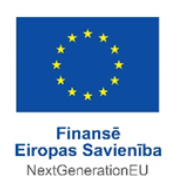 Finansē
Eiropas Savienība
NextGenerationEU